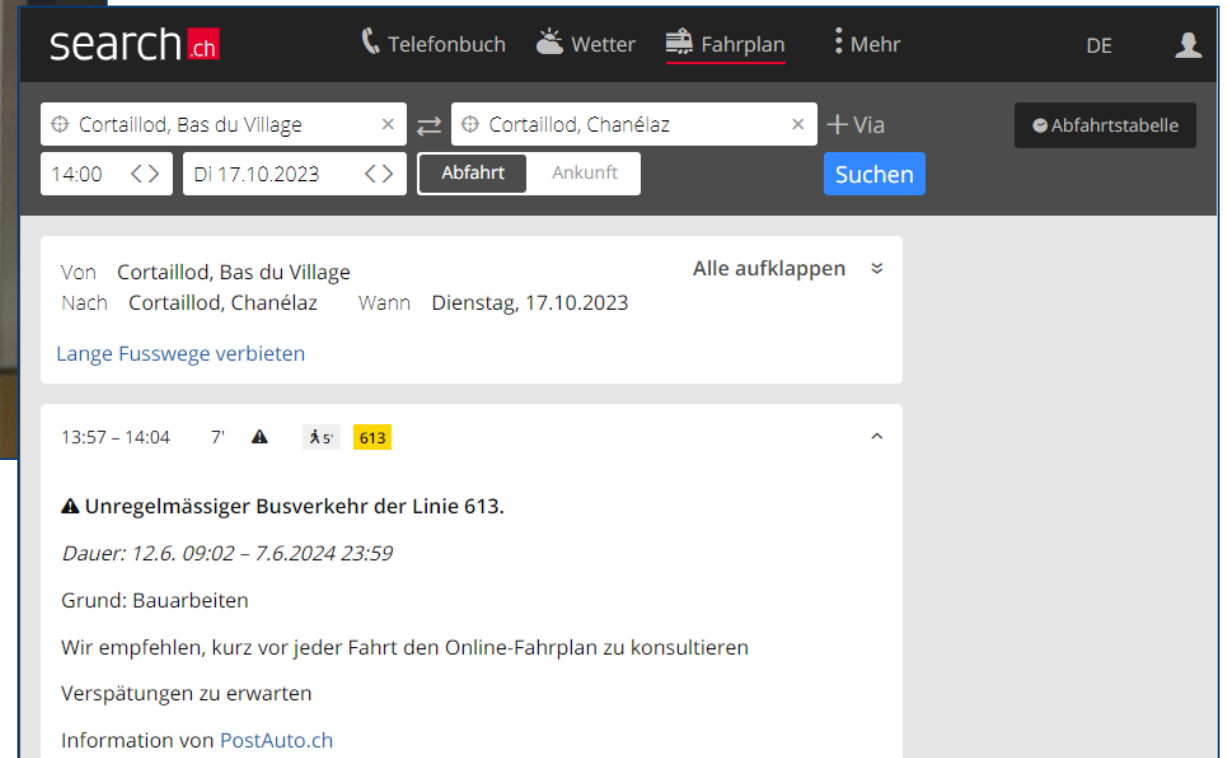 search.ch Telefonbuch Wetter Fahrplan Mehr DE
Cortaillod, Bas du Village × Cortaillod, Chanélaz × + Via Abfahrtstabelle
14:00 < > Di 17.10.2023 < > Abfahrt Ankunft Suchen
Von Cortaillod, Bas du Village Alle aufklappen
Nach Cortaillod, Chanélaz Wann Dienstag, 17.10.2023
Lange Fusswege verbieten
13:57 – 14:04 7' 5' 613
Unregelmässiger Busverkehr der Linie 613.
Dauer: 12.6. 09:02 – 7.6.2024 23:59
Grund: Bauarbeiten
Wir empfehlen, kurz vor jeder Fahrt den Online-Fahrplan zu konsultieren
Verspätungen zu erwarten
Information von PostAuto.ch